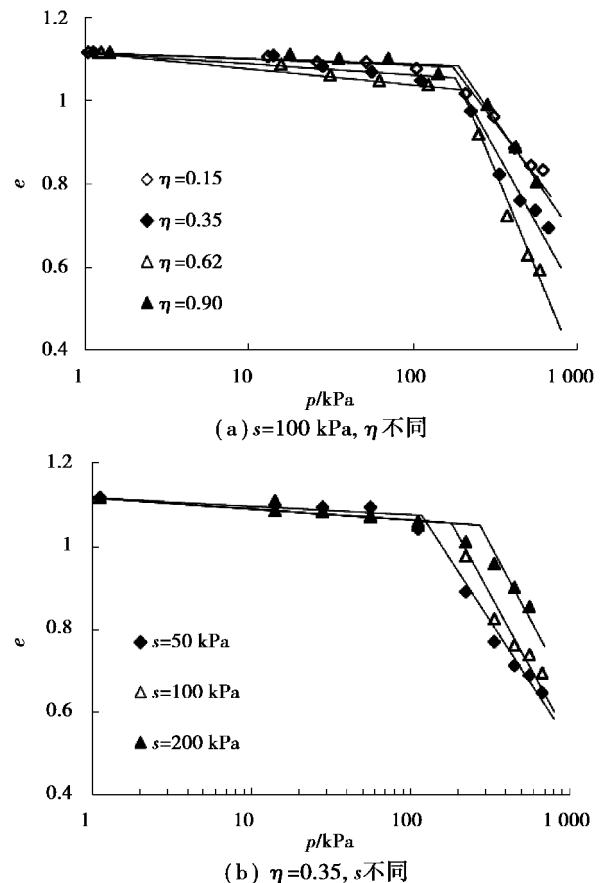 1.2
1
0.8
0.6
0.4
e
◇ η=0.15
◆ η=0.35
△ η=0.62
▲ η=0.90
1 10 100 1 000
p/kPa
(a) s=100 kPa, η 不同
1.2
1
0.8
0.6
0.4
e
◆ s=50 kPa
△ s=100 kPa
▲ s=200 kPa
1 10 100 1 000
p/kPa
(b) η=0.35, s不同